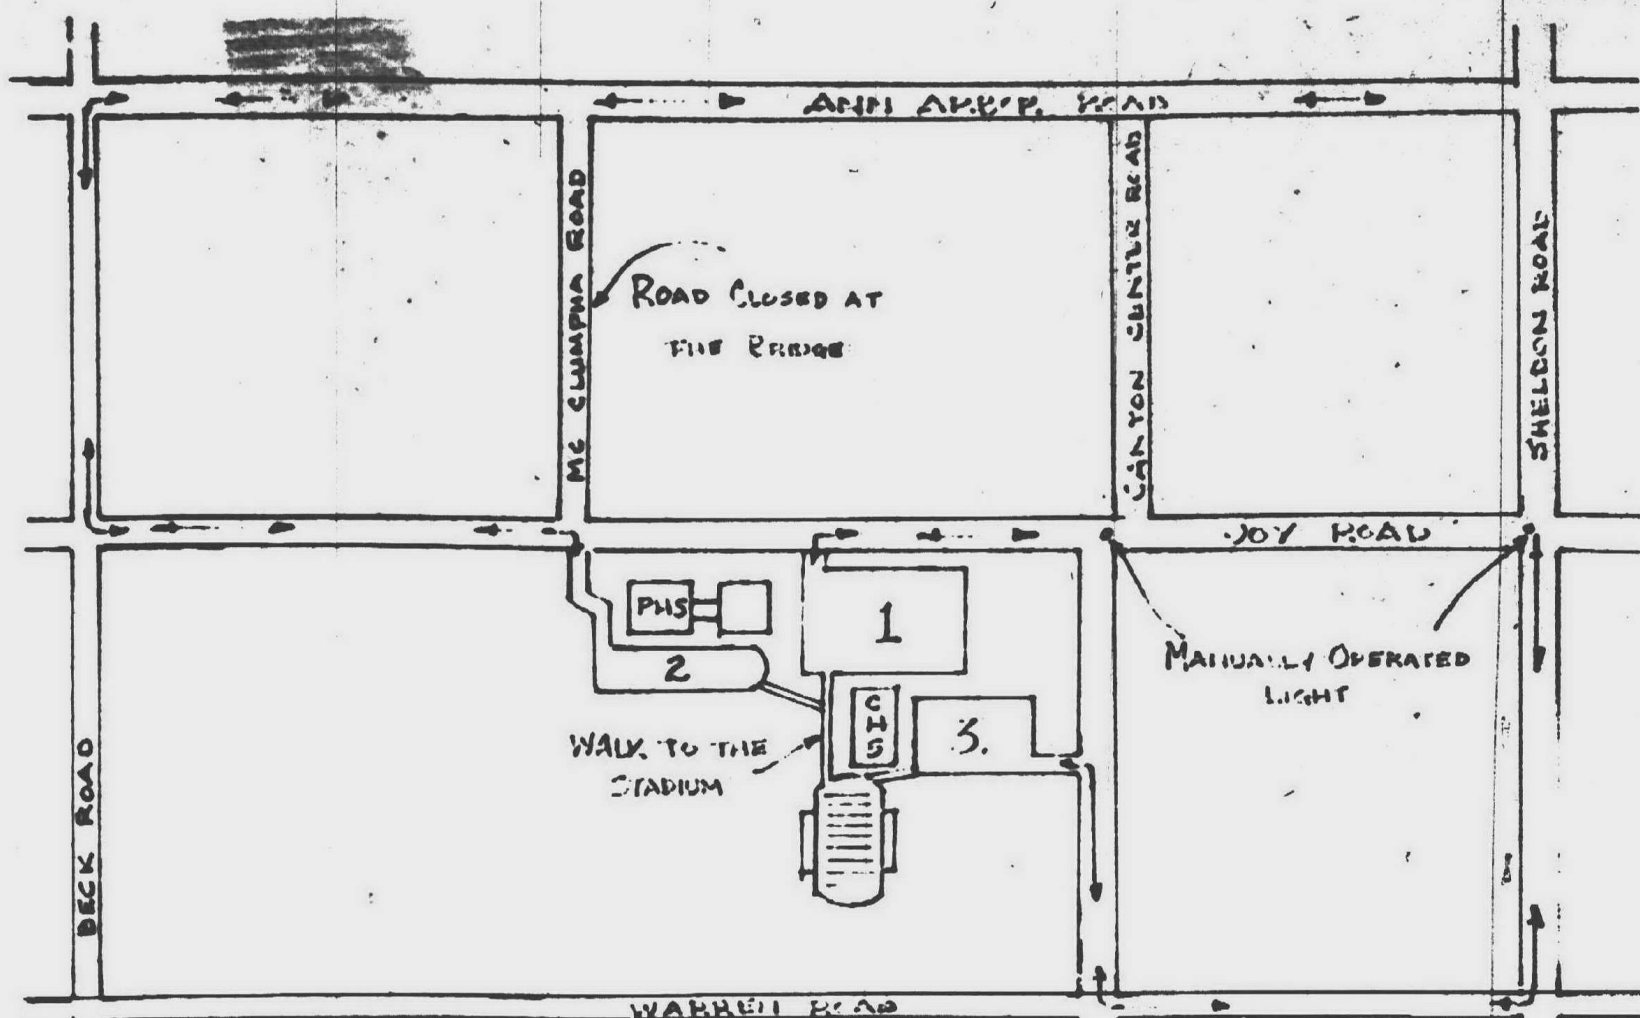 ANN ARBOR ROAD
MC CLUMPHA ROAD
CANTON CENTER ROAD
SHELDON ROAD
ROAD CLOSED AT
THE BRIDGE
JOY ROAD
PHS
1
2
MANUALLY OPERATED
LIGHT
CHS
3.
WALK TO THE
STADIUM
BECK ROAD
WARREN ROAD